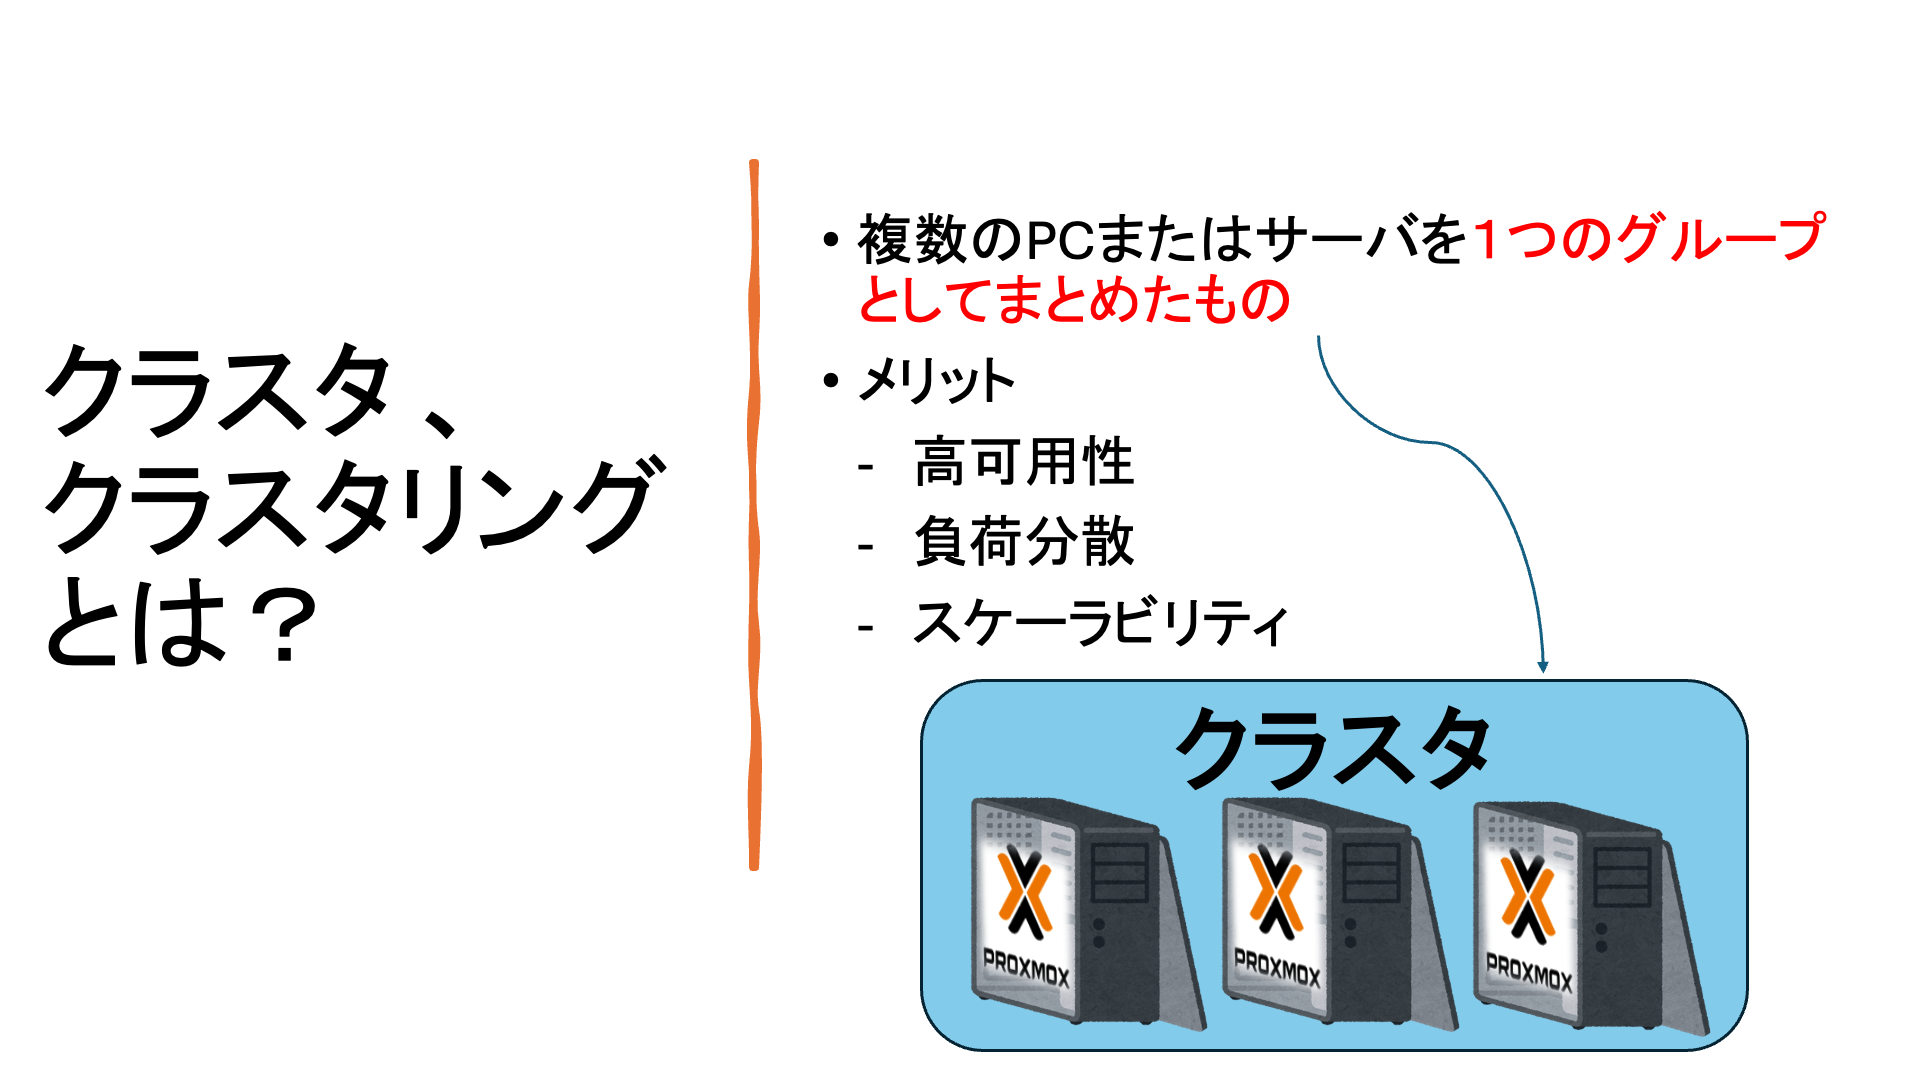 クラスタ、
クラスタリング
とは？
• 複数のPCまたはサーバを１つのグループ
としてまとめたもの
• メリット
- 高可用性
- 負荷分散
- スケーラビリティ
クラスタ
PROXMOX
PROXMOX
PROXMOX